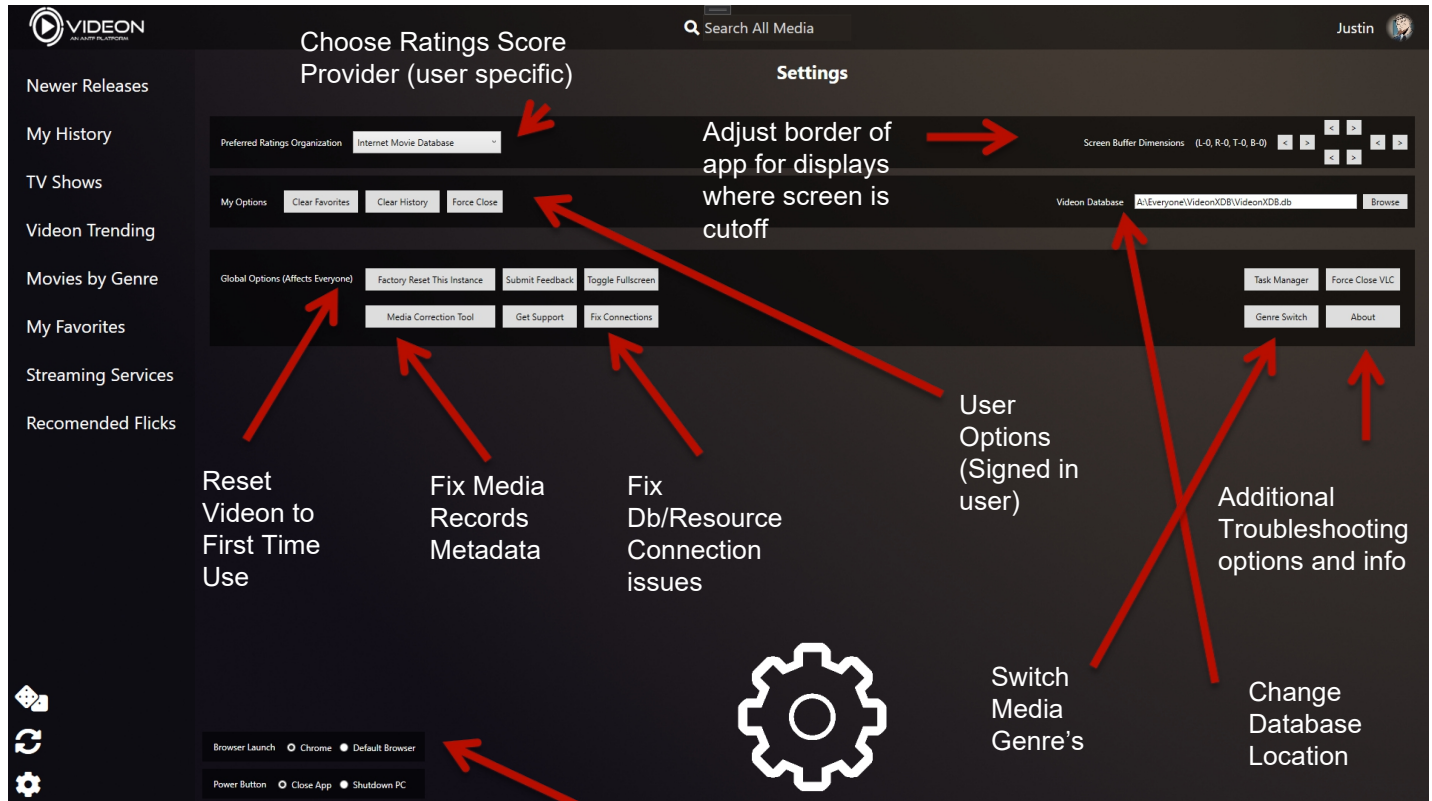 VIDEON
AN ANTP PLATFORM
Search All Media
Justin
Newer Releases
My History
TV Shows
Videon Trending
Movies by Genre
My Favorites
Streaming Services
Recomended Flicks
Settings
Choose Ratings Score
Provider (user specific)
Preferred Ratings Organization
Internet Movie Database
Adjust border of
app for displays
where screen is
cutoff
Screen Buffer Dimensions (L-0, R-0, T-0, B-0) < > < > < > < >
My Options Clear Favorites Clear History Force Close
Videon Database A:\Everyone\VideonXDB\VideonXDB.db Browse
Global Options (Affects Everyone) Factory Reset This Instance Submit Feedback Toggle Fullscreen
Media Correction Tool Get Support Fix Connections
Task Manager Force Close VLC
Genre Switch About
Reset
Videon to
First Time
Use
Fix Media
Records
Metadata
Fix
Db/Resource
Connection
issues
User
Options
(Signed in
user)
Additional
Troubleshooting
options and info
Switch
Media
Genre's
Change
Database
Location
Browser Launch Chrome Default Browser
Power Button Close App Shutdown PC